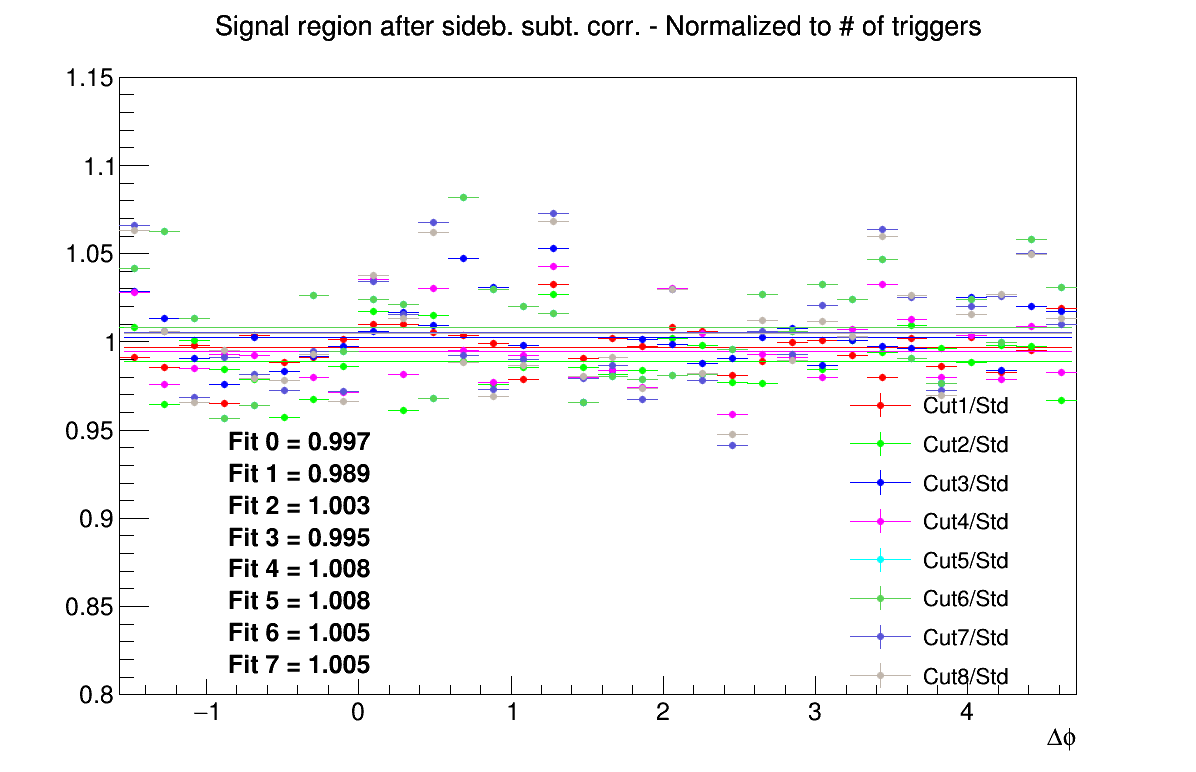 Signal region after sideb. subt. corr. - Normalized to # of triggers
1.15
1.1
1.05
1
0.95
0.9
0.85
0.8
Fit 0 = 0.997
Fit 1 = 0.989
Fit 2 = 1.003
Fit 3 = 0.995
Fit 4 = 1.008
Fit 5 = 1.008
Fit 6 = 1.005
Fit 7 = 1.005
Cut1/Std
Cut2/Std
Cut3/Std
Cut4/Std
Cut5/Std
Cut6/Std
Cut7/Std
Cut8/Std
−1 0 1 2 3 4
Δϕ